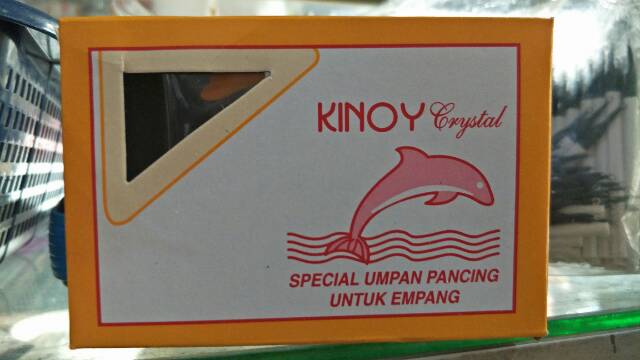 KINOY Crystal
SPECIAL UMPAN PANCING
UNTUK EMPANG